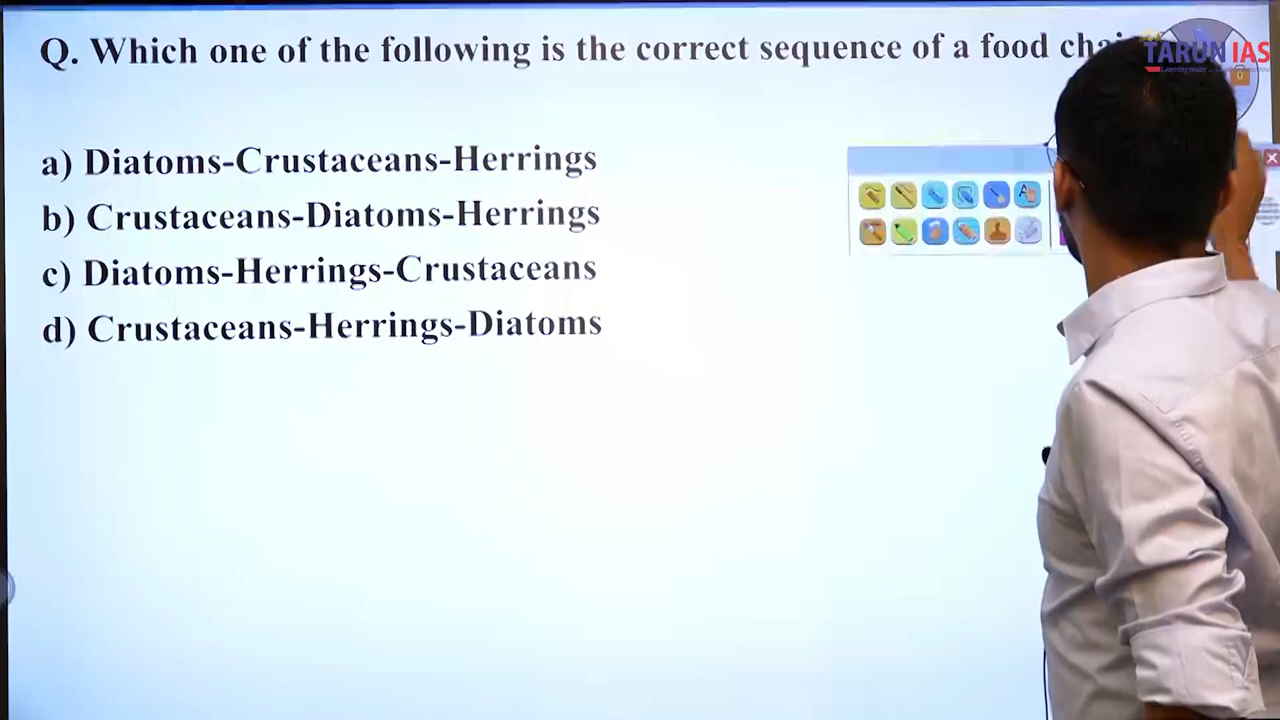 Q. Which one of the following is the correct sequence of a food
TARUN IAS
a) Diatoms-Crustaceans-Herrings
b) Crustaceans-Diatoms-Herrings
c) Diatoms-Herrings-Crustaceans
d) Crustaceans-Herrings-Diatoms